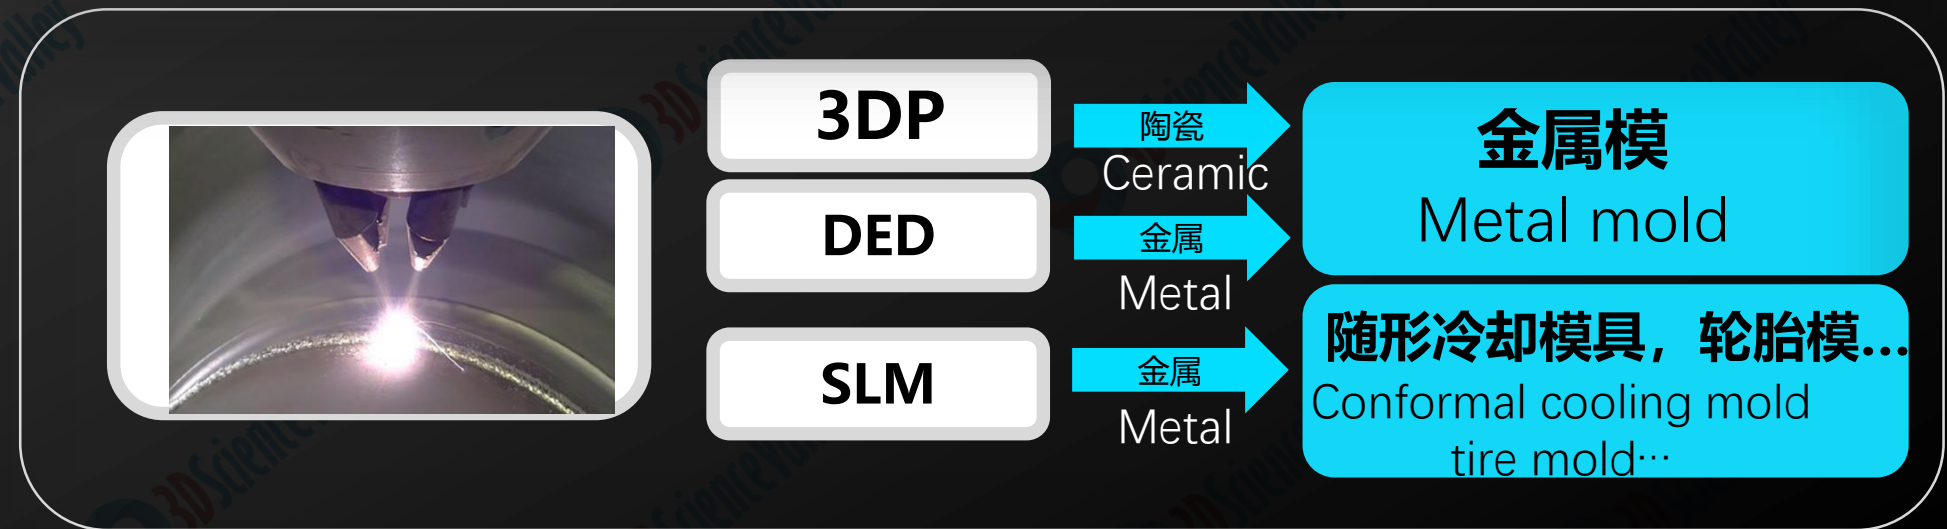 3DP
陶瓷
Ceramic
金属模
Metal mold
DED
金属
Metal
SLM
金属
Metal
随形冷却模具，轮胎模...
Conformal cooling mold
tire mold…
3DScienceValley